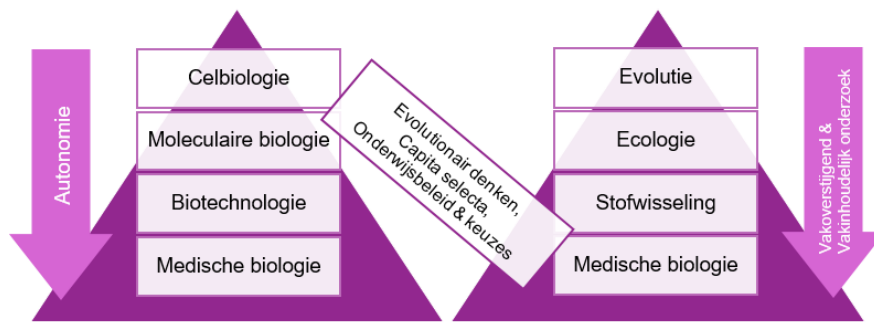 Autonomie
Celbiologie
Moleculaire biologie
Biotechnologie
Medische biologie
Evolutionair denken,
Capita selecta,
Onderwijsbeleid & keuzes
Evolutie
Ecologie
Stofwisseling
Medische biologie
Vakoverstijgend &
Vakinhoudelijk onderzoek